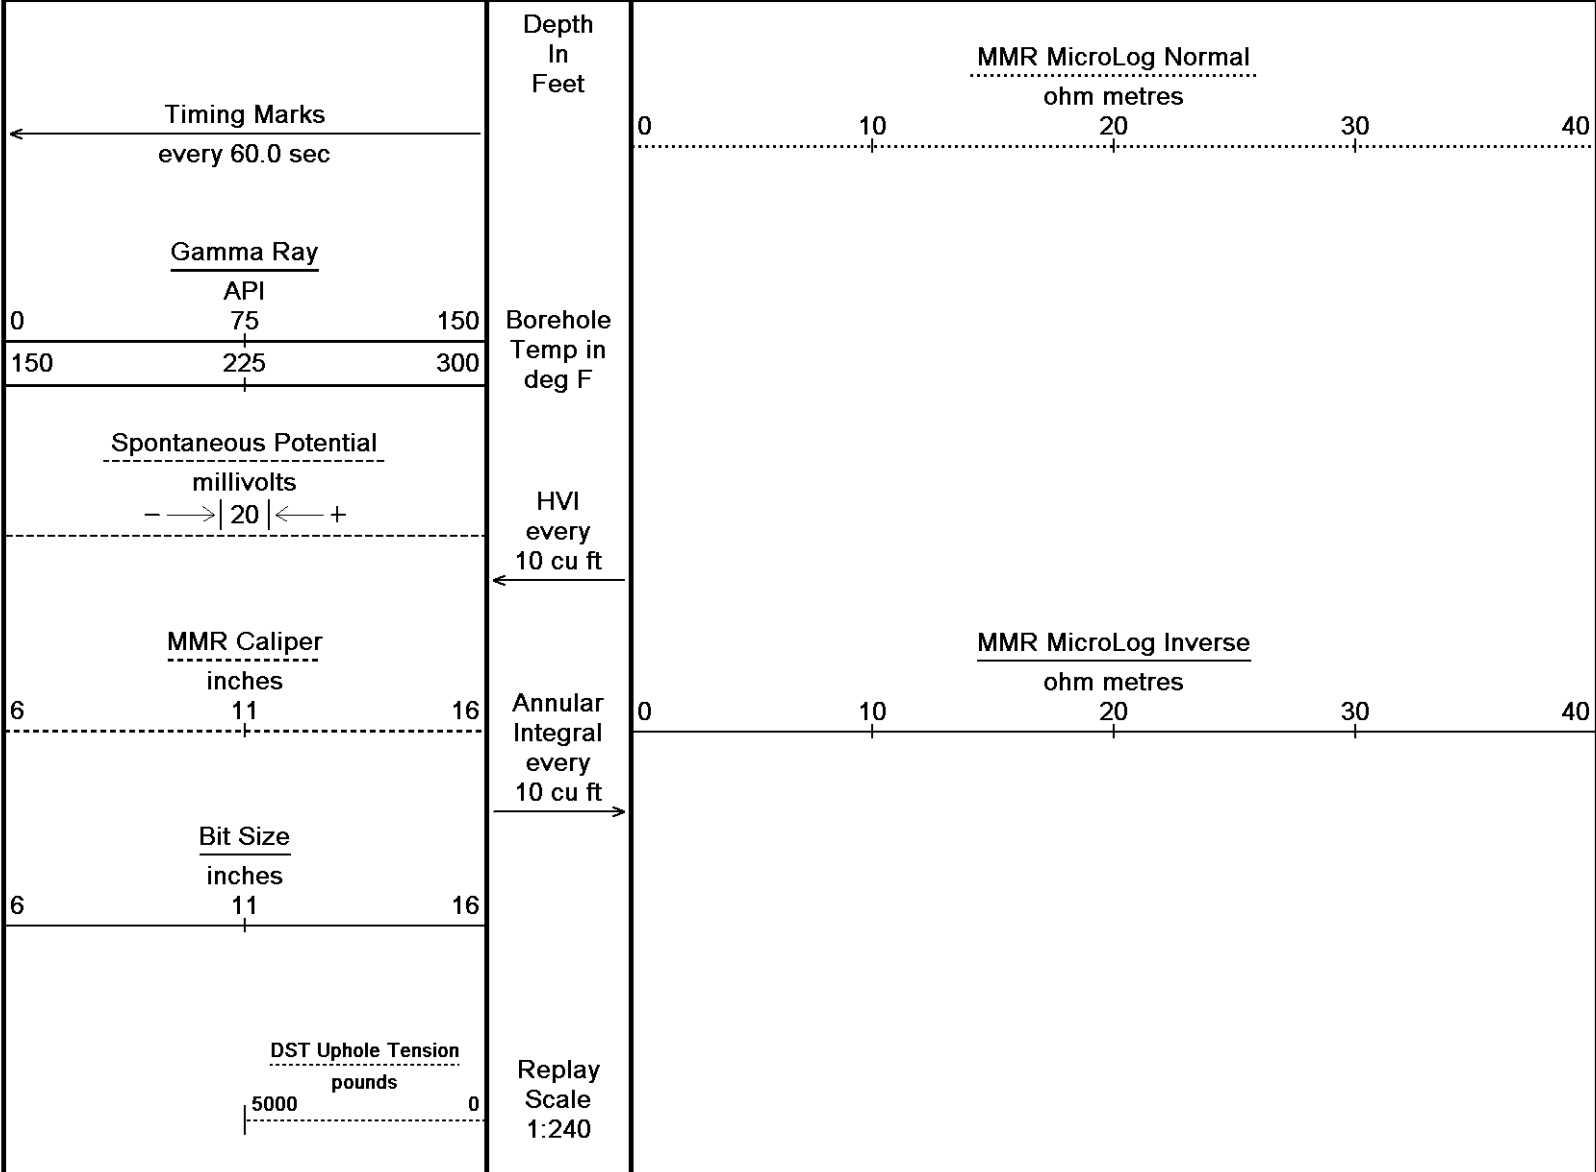 Timing Marks
every 60.0 sec
Gamma Ray
API
0 75 150
150 225 300
Spontaneous Potential
millivolts
− →| 20 |← +
MMR Caliper
inches
6 11 16
Bit Size
inches
6 11 16
DST Uphole Tension
pounds
5000 0
Depth
In
Feet
Borehole
Temp in
deg F
HVI
every
10 cu ft
Annular
Integral
every
10 cu ft
Replay
Scale
1:240
MMR MicroLog Normal
ohm metres
0 10 20 30 40
MMR MicroLog Inverse
ohm metres
0 10 20 30 40